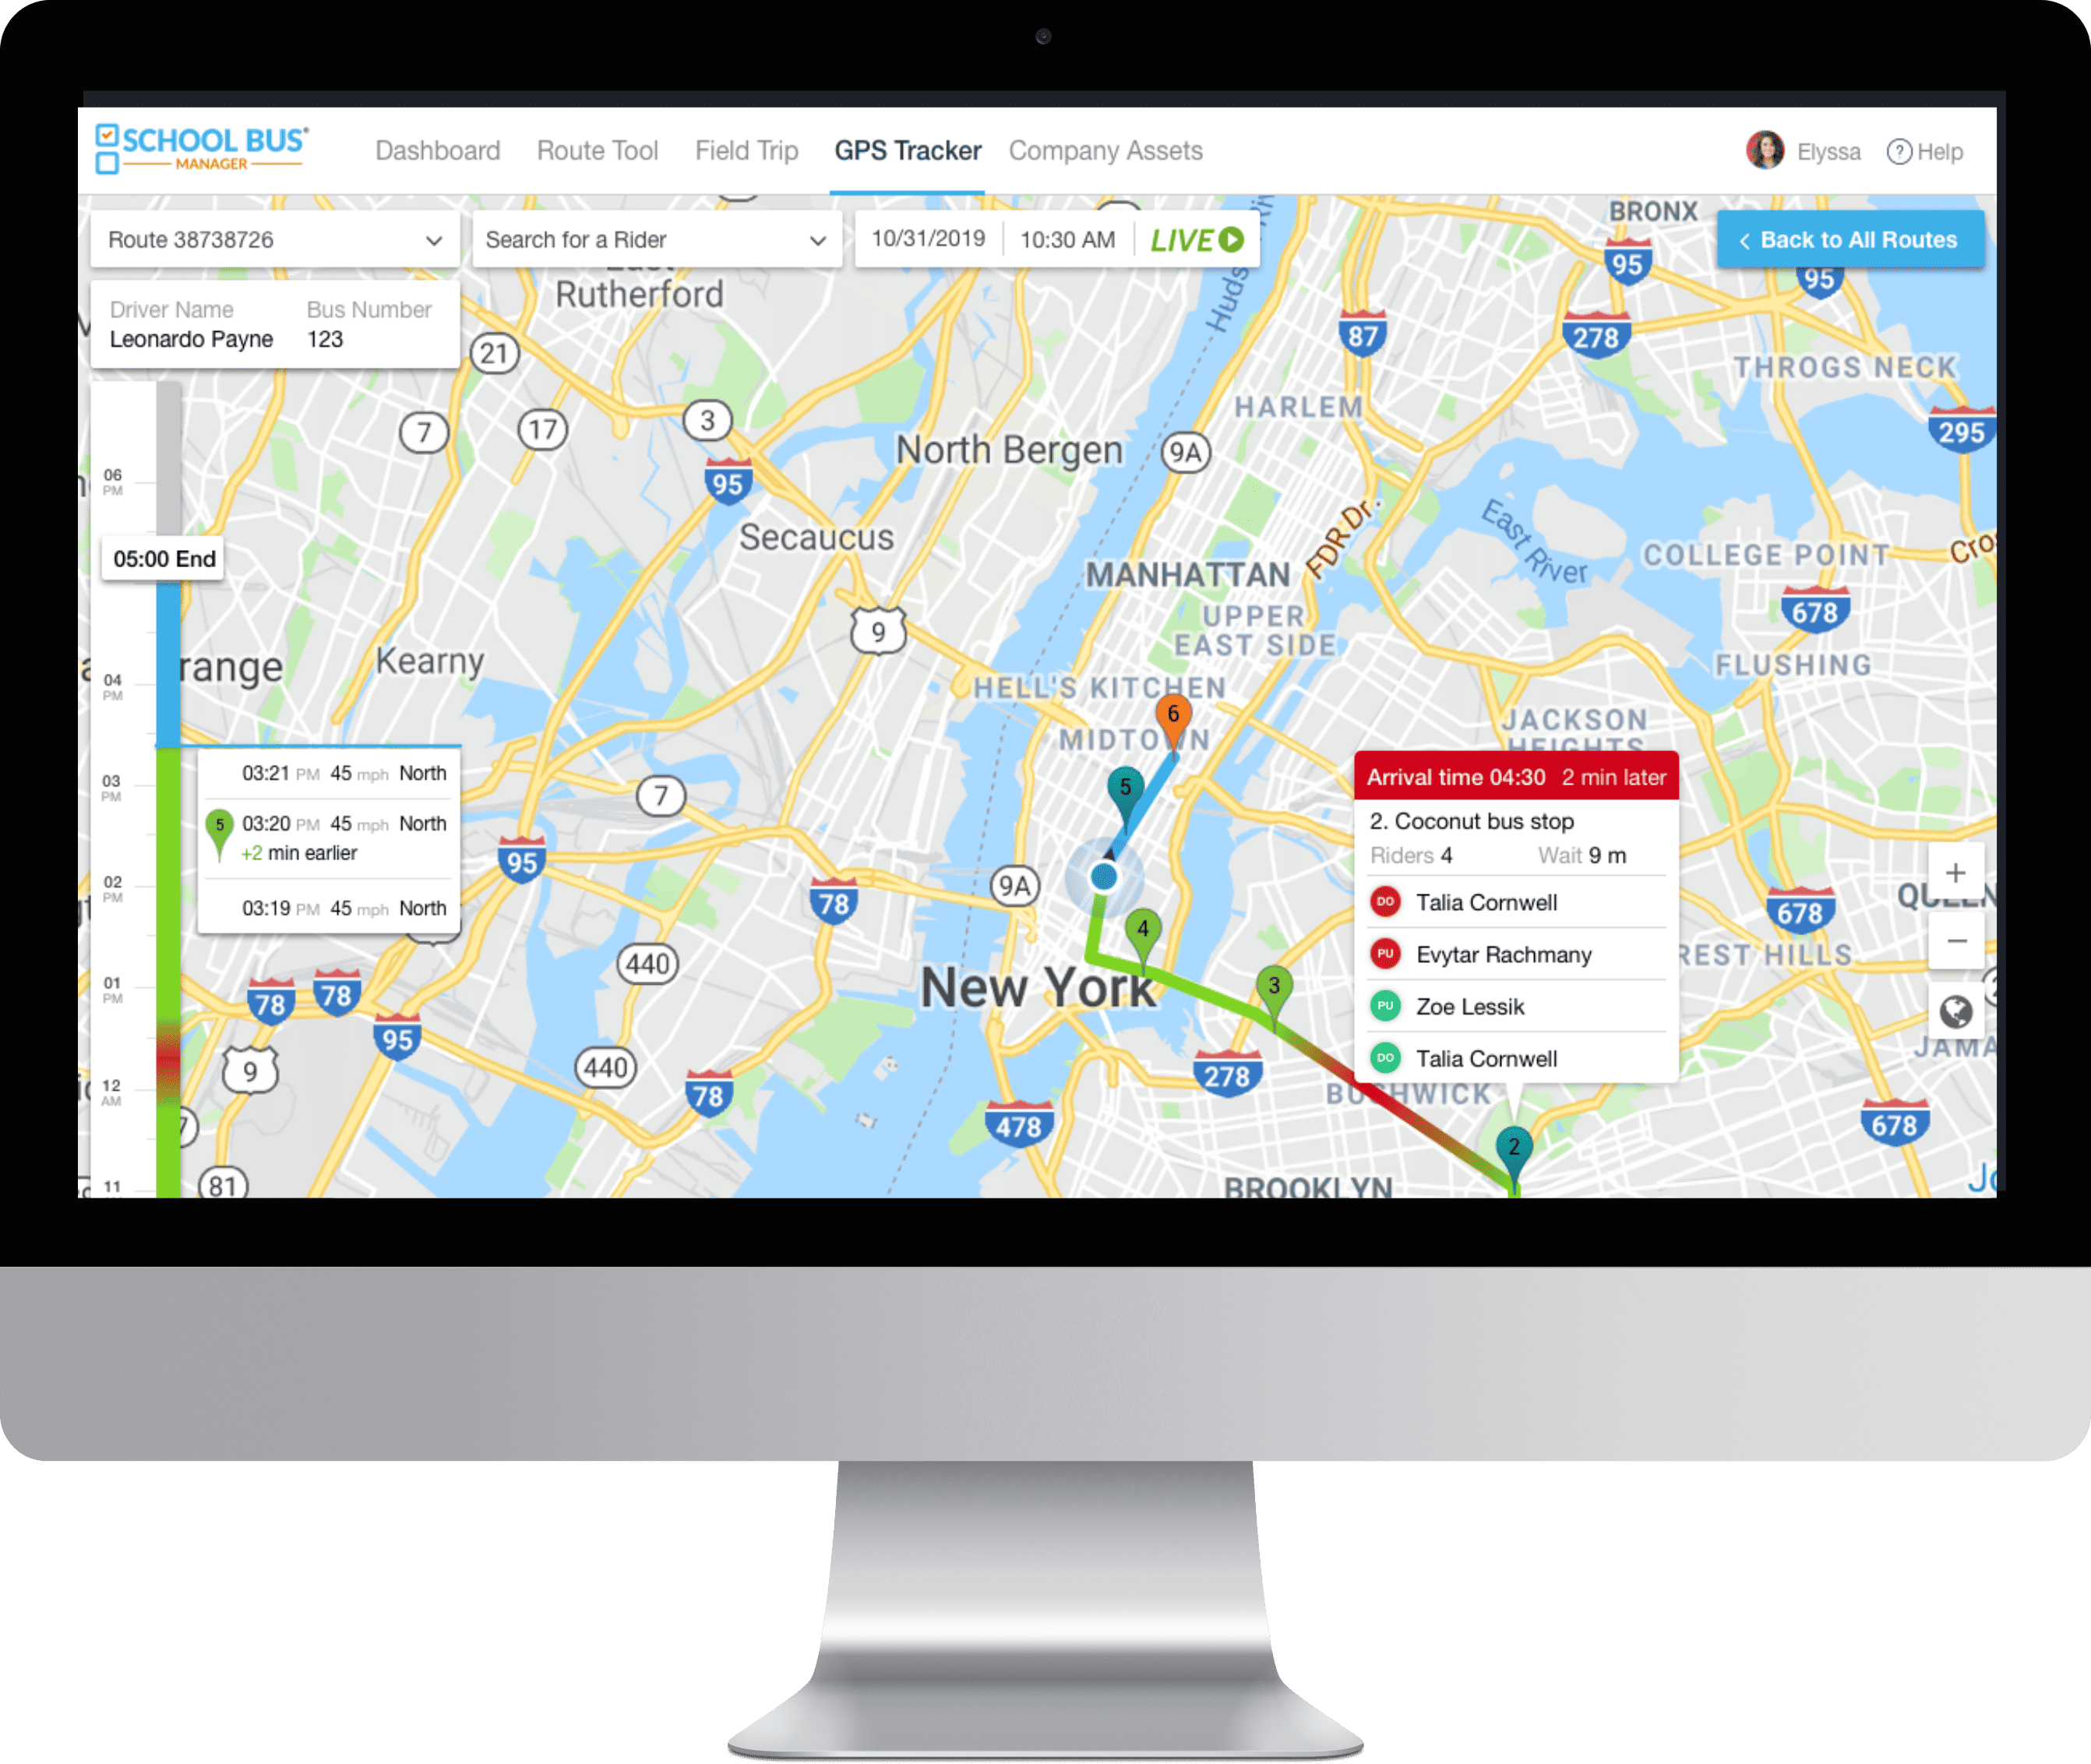 SCHOOL BUS®
MANAGER
Dashboard Route Tool Field Trip GPS Tracker Company Assets
Elyssa ? Help
Route 38738726
Search for a Rider
10/31/2019 10:30 AM LIVE
Back to All Routes
Driver Name Bus Number
Leonardo Payne 123
BRONX
95
95
Rutherford
87
278
21
THROGS NECK
HARLEM
3
17
7
295
North Bergen
9A
95
06
PM
Secaucus
FDR Dr.
East River
COLLEGE POINT
05:00 End
MANHATTAN
678
UPPER
EAST SIDE
9
Kearny
range
FLUSHING
04
PM
HELL'S KITCHEN
6
MIDTOWN
JACKSON
HEIGHTS
03
PM
03:21 PM 45 mph North
5 03:20 PM 45 mph North
+2 min earlier
03:19 PM 45 mph North
7
5
Arrival time 04:30 2 min later
2. Coconut bus stop
Riders 4 Wait 9 m
DO Talia Cornwell
PU Evytar Rachmany
PU Zoe Lessik
DO Talia Cornwell
+
−
95
9A
78
02
PM
678
4
REST HILLS
440
3
New York
01
PM
78
78
95
JAMA
9
440
278
78
BUSHWICK
12
AM
478
678
2
11
81
BROOKLYN